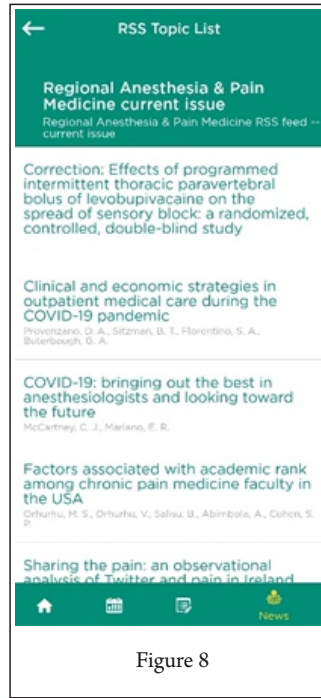 RSS Topic List
Regional Anesthesia & Pain
Medicine current issue
Regional Anesthesia & Pain Medicine RSS feed --
current issue
Correction: Effects of programmed
intermittent thoracic paravertebral
bolus of levobupivacaine on the
spread of sensory block: a randomized,
controlled, double-blind study
Clinical and economic strategies in
outpatient medical care during the
COVID-19 pandemic
Provenzano, D. A., Sitzman, B. T., Florentino, S. A.,
Buterbaugh, G. A.
COVID-19: bringing out the best in
anesthesiologists and looking toward
the future
McCartney, C. J., Mariano, E. R.
Factors associated with academic rank
among chronic pain medicine faculty in
the USA
Orhurhu, M. S., Orhurhu, V., Salisu, B., Abimbola, A., Cohen, S.
P.
Sharing the pain: an observational
analysis of Twitter and pain in Ireland
News
Figure 8